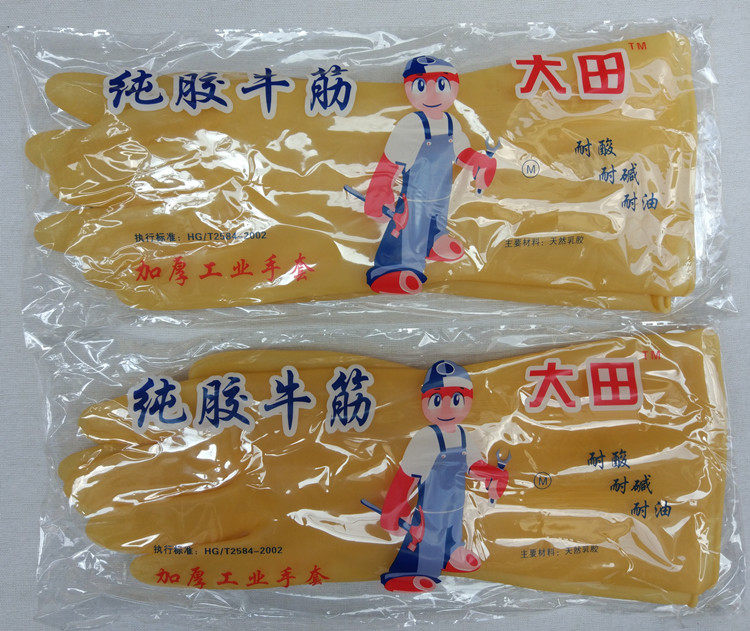 纯胶牛筋
大田TM
耐酸
耐碱
耐油
M
执行标准：HG/T2584-2002
主要材料：天然乳胶
加厚工业手套
纯胶牛筋
大田TM
耐酸
耐碱
耐油
M
执行标准：HG/T2584-2002
主要材料：天然乳胶
加厚工业手套